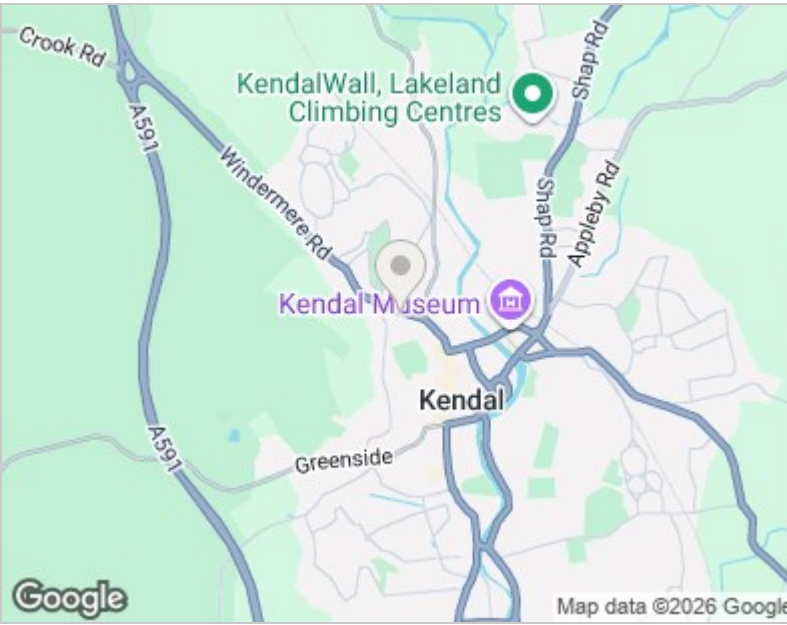 Crook Rd
A591
KendalWall, Lakeland
Climbing Centres
Shap Rd
Windermere Rd
Shap Rd
Appleby Rd
Kendal Museum
Kendal
A591
Greenside
Google
Map data ©2026 Google